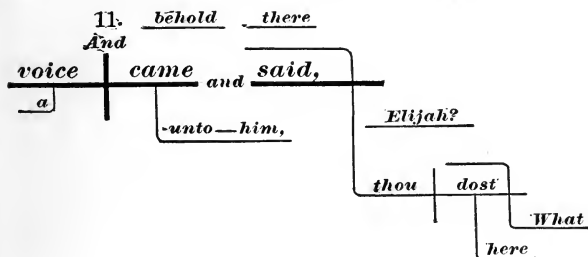 11. behold there
And
voice came and said,
a
unto—him,
Elijah?
thou dost
What
here